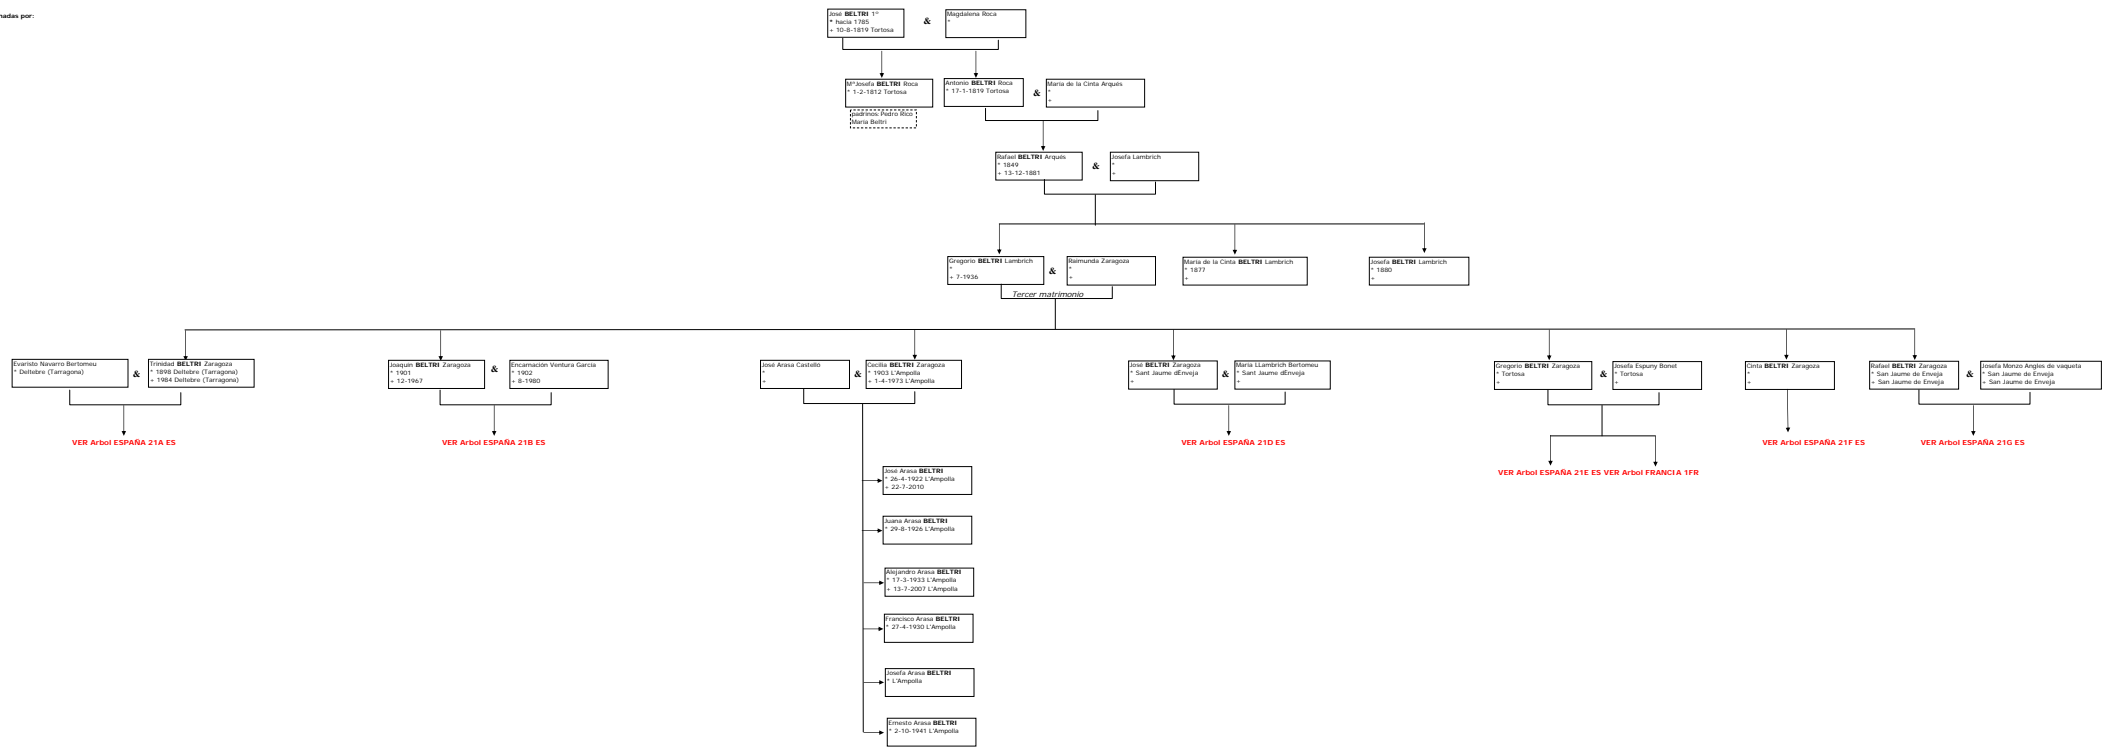 nadas por:
José BELTRI 1º
* hacia 1785
+ 10-8-1819 Tortosa
&
Magdalena Roca
*
MªJosefa BELTRI Roca
* 1-2-1812 Tortosa
padrinos: Pedro Rico
María Beltri
Antonio BELTRI Roca
* 17-1-1819 Tortosa
&
María de la Cinta Arqués
*
+
Rafael BELTRI Arqués
* 1849
+ 13-12-1881
&
Josefa Lambrich
*
+
Gregorio BELTRI Lambrich
*
+ 7-1936
&
Raimunda Zaragoza
*
+
Tercer matrimonio
María de la Cinta BELTRI Lambrich
* 1877
+
Josefa BELTRI Lambrich
* 1880
+
Evaristo Navarro Bertomeu
* Deltebre (Tarragona)
&
Trinidad BELTRI Zaragoza
* 1898 Deltebre (Tarragona)
+ 1984 Deltebre (Tarragona)
Joaquín BELTRI Zaragoza
* 1901
+ 12-1967
&
Encarnación Ventura García
* 1902
+ 8-1980
José Arasa Castelló
*
+
&
Cecilia BELTRI Zaragoza
* 1903 L'Ampolla
+ 1-4-1973 L'Ampolla
José BELTRI Zaragoza
* Sant Jaume dEnveja
+
&
María LLambrich Bertomeu
* Sant Jaume dEnveja
+
Gregorio BELTRI Zaragoza
* Tortosa
+
&
Josefa Espuny Bonet
* Tortosa
+
Cinta BELTRI Zaragoza
*
+
Rafael BELTRI Zaragoza
* San Jaume de Enveja
+ San Jaume de Enveja
&
Josefa Monzo Angles de vaqueta
* San Jaume de Enveja
+ San Jaume de Enveja
VER Arbol ESPAÑA 21A ES
VER Arbol ESPAÑA 21B ES
VER Arbol ESPAÑA 21D ES
VER Arbol ESPAÑA 21E ES VER Arbol FRANCIA 1FR
VER Arbol ESPAÑA 21F ES
VER Arbol ESPAÑA 21G ES
José Arasa BELTRI
* 26-4-1922 L'Ampolla
+ 22-7-2010
Juana Arasa BELTRI
* 29-8-1926 L'Ampolla
Alejandro Arasa BELTRI
* 17-3-1933 L'Ampolla
+ 13-7-2007 L'Ampolla
Francisco Arasa BELTRI
* 27-4-1930 L'Ampolla
Josefa Arasa BELTRI
* L'Ampolla
Ernesto Arasa BELTRI
* 2-10-1941 L'Ampolla